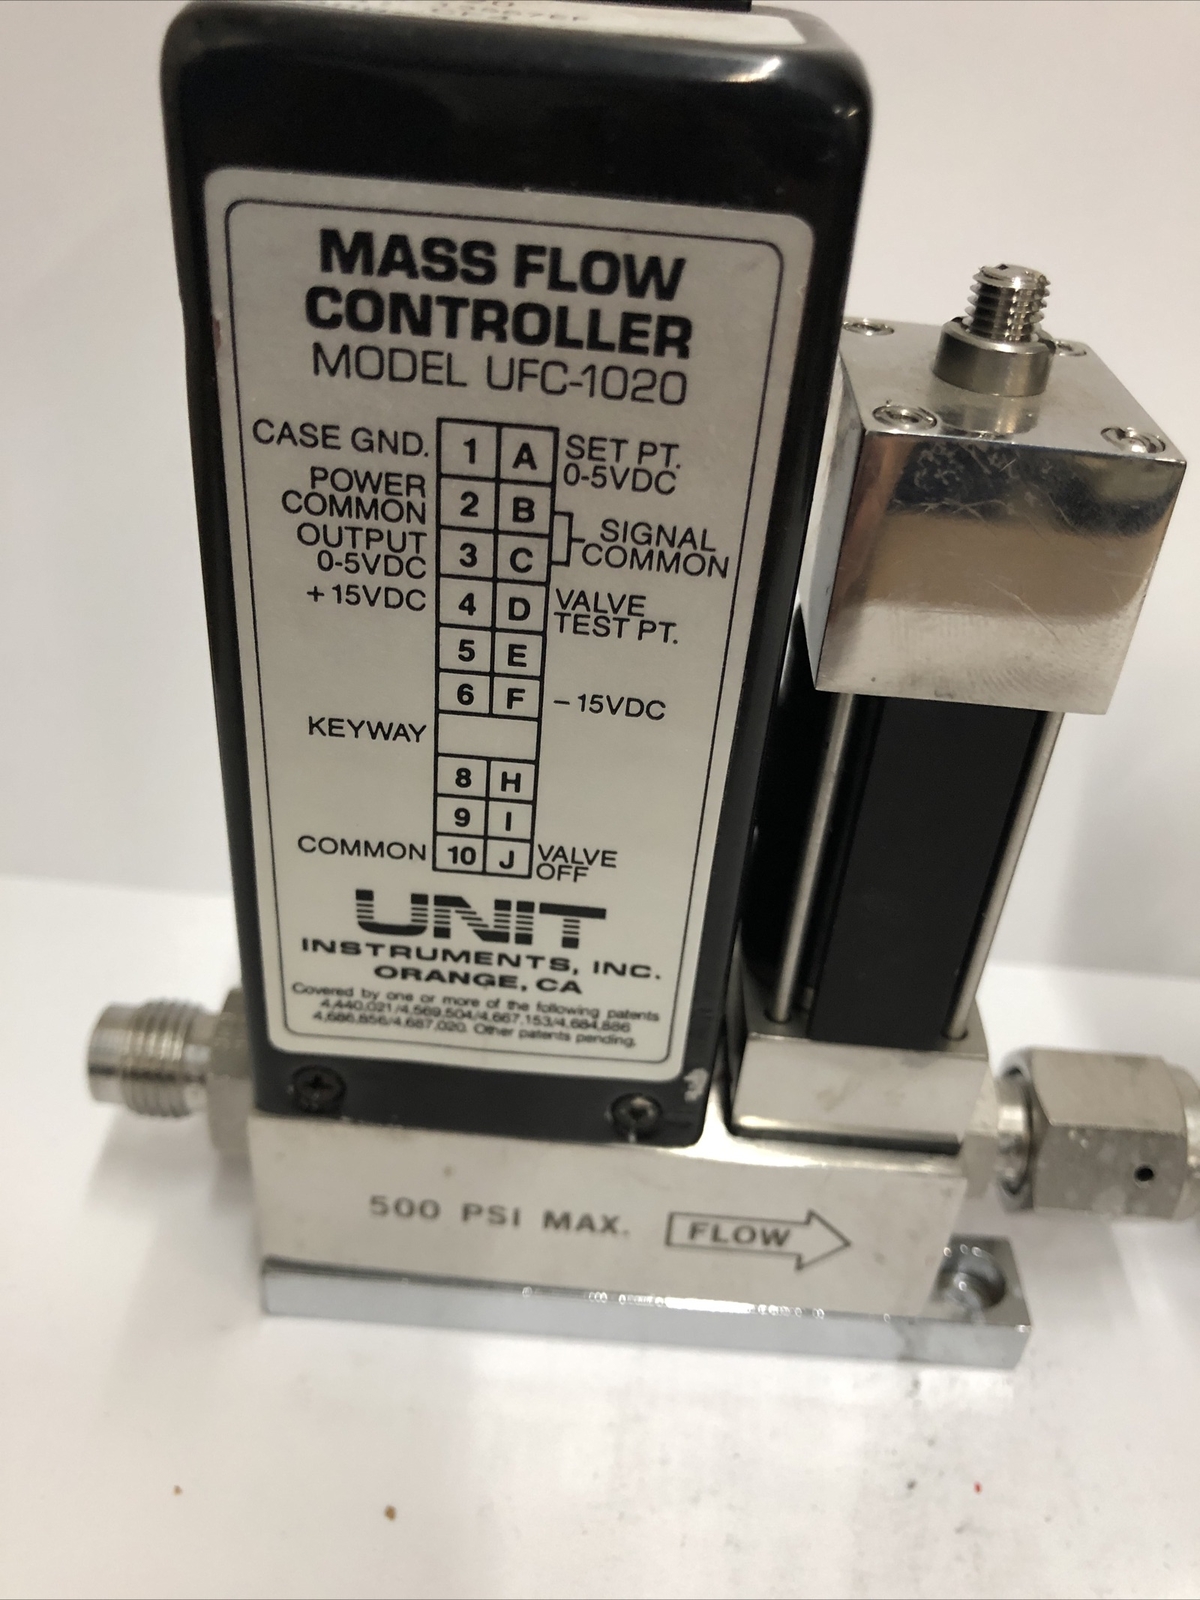 MASS FLOW
CONTROLLER
MODEL UFC-1020
CASE GND. 1 A SET PT.
0-5VDC
POWER
COMMON 2 B
SIGNAL
COMMON
OUTPUT
0-5VDC 3 C
+15VDC 4 D VALVE
TEST PT.
5 E
6 F -15VDC
KEYWAY
8 H
9 I
COMMON 10 J VALVE
OFF
UNIT
INSTRUMENTS, INC.
ORANGE, CA
Covered by one or more of the following patents
4,440,021/4,569,504/4,667,153/4,684,886
4,686,856/4,687,020. Other patents pending.
500 PSI MAX. FLOW